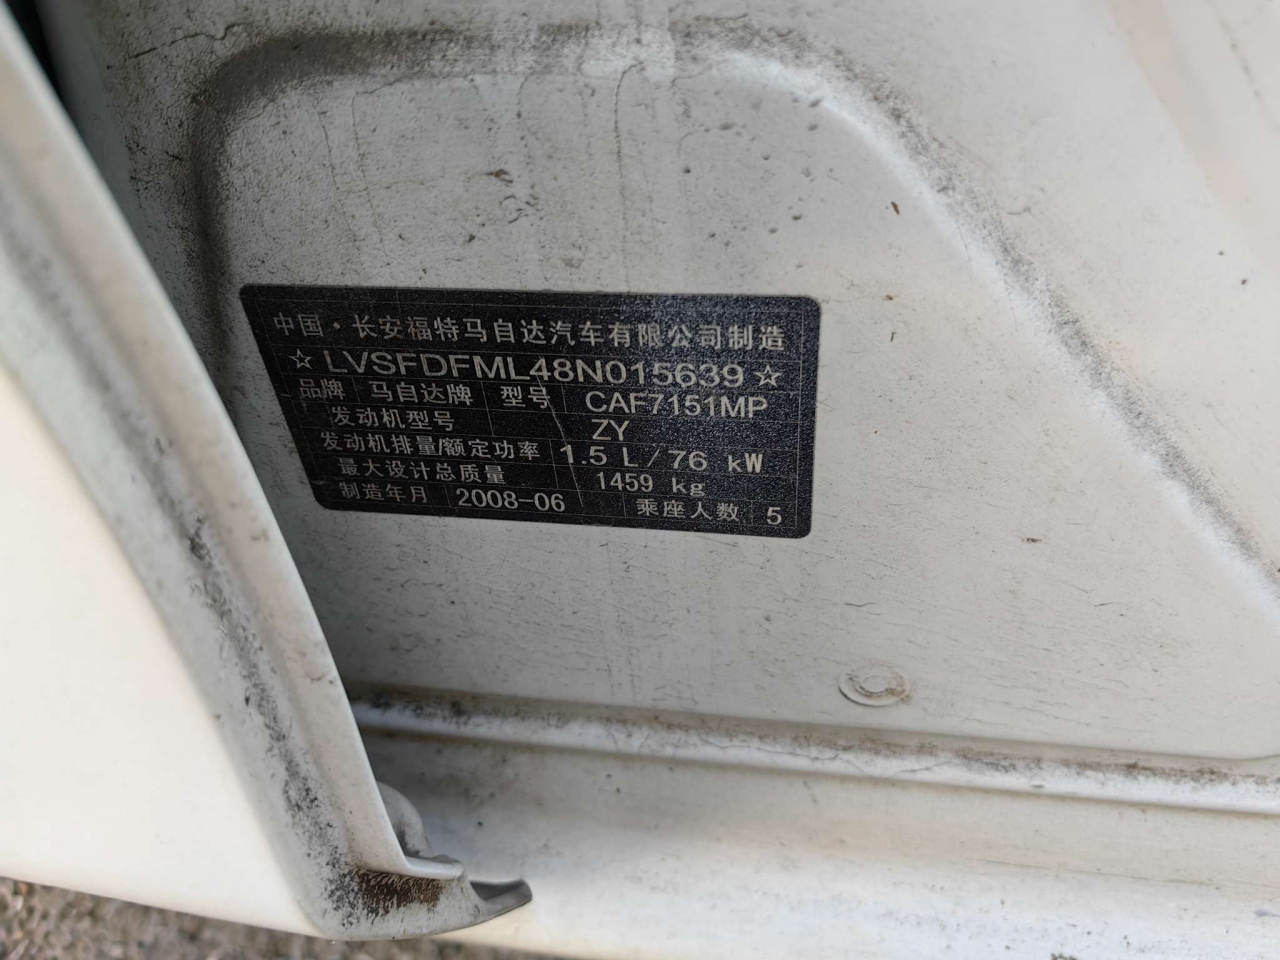 中国·长安福特马自达汽车有限公司制造
☆LVSFDFML48N015639☆
品牌 马自达牌 型号 CAF7151MP
发动机型号 ZY
发动机排量/额定功率 1.5 L/76 kW
最大设计总质量 1459 kg
制造年月 2008-06 乘座人数 5